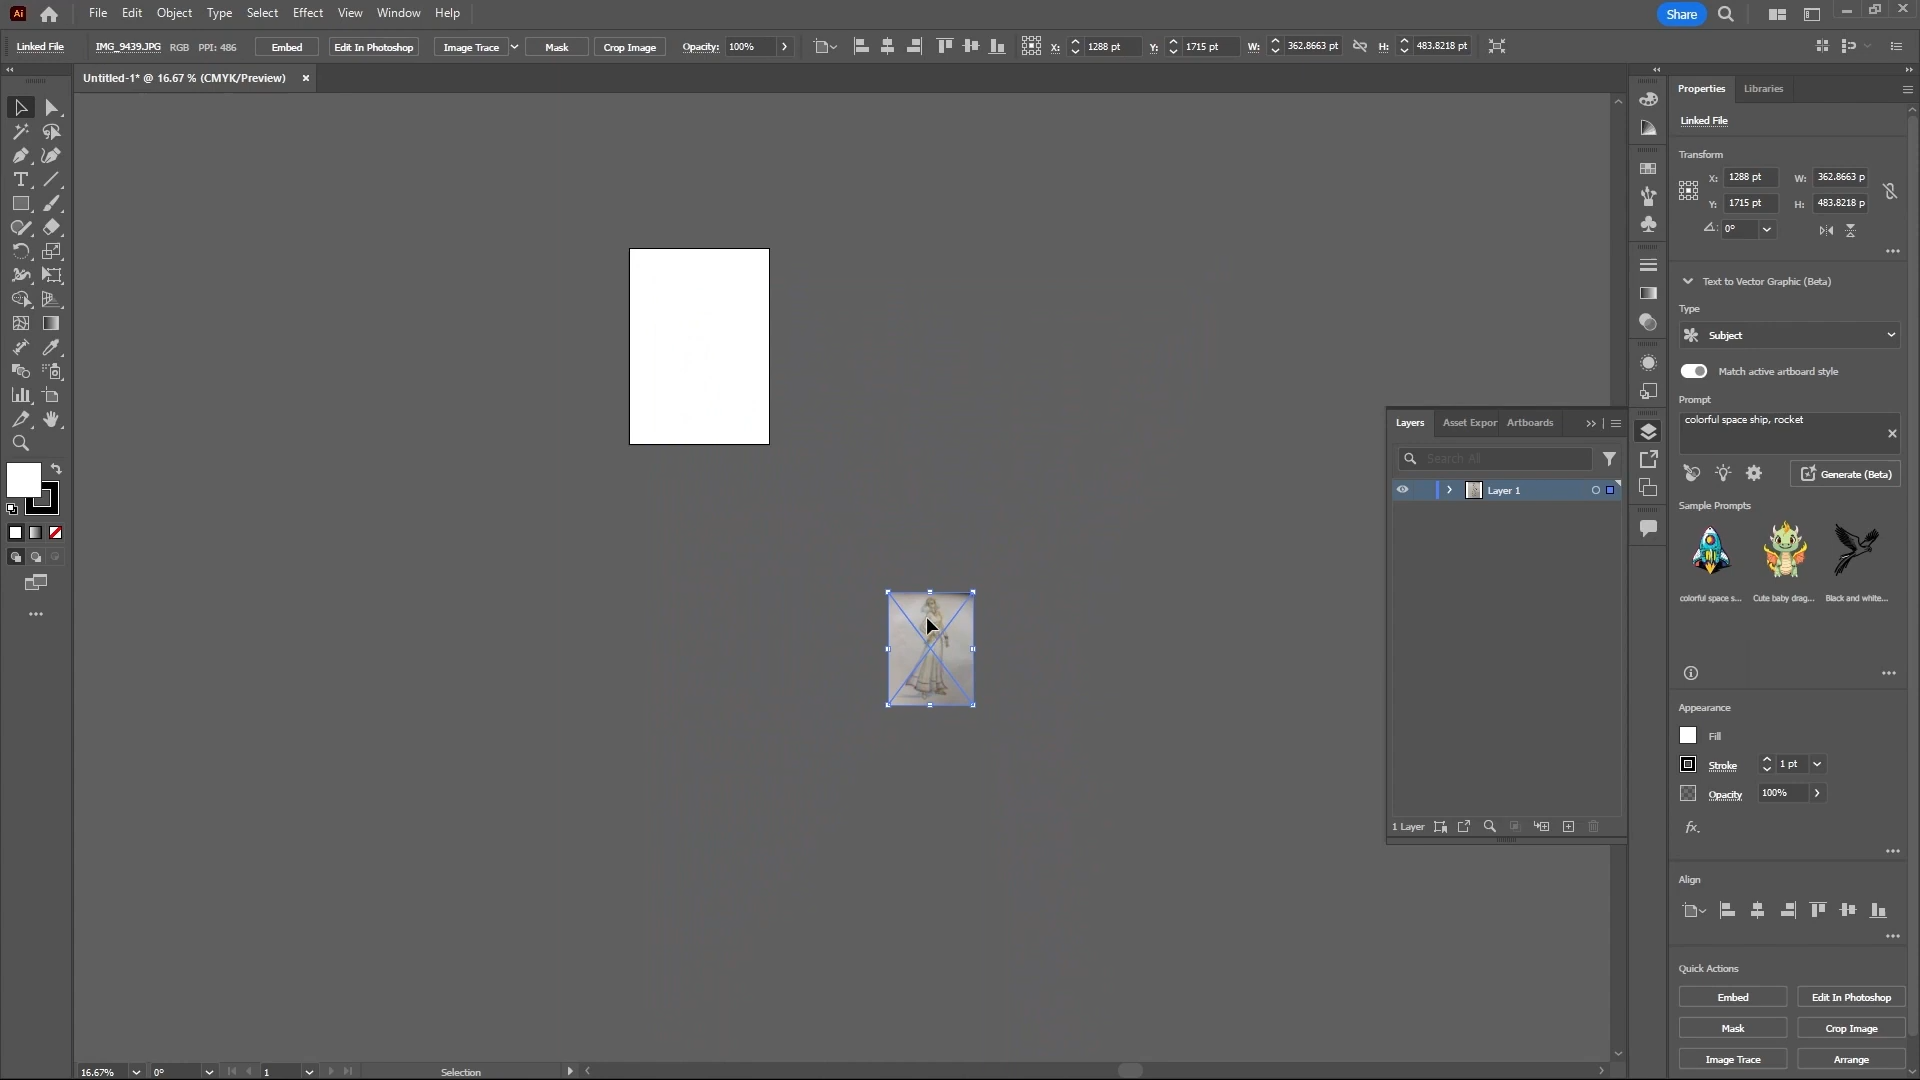 Ai File Edit Object Type Select Effect View Window Help Share
Linked File IMG_9439.JPG RGB PPI: 486 Embed Edit In Photoshop Image Trace Mask Crop Image Opacity: 100% X: 1288 pt Y: 1715 pt W: 362.8663 pt H: 483.8218 pt
Untitled-1* @ 16.67 % (CMYK/Preview)
Properties Libraries
Linked File
Transform
X: 1288 pt W: 362.8663 p
Y: 1715 pt H: 483.8218 p
0°
Text to Vector Graphic (Beta)
Type
Subject
Match active artboard style
Prompt
colorful space ship, rocket
Generate (Beta)
Sample Prompts
colorful space s... Cute baby drag... Black and white...
Appearance
Fill
Stroke 1 pt
Opacity 100%
fx.
Align
Quick Actions
Embed Edit In Photoshop
Mask Crop Image
Image Trace Arrange
Layers Asset Expor Artboards
Search All
Layer 1
1 Layer
T
16.67% 0° 1 Selection